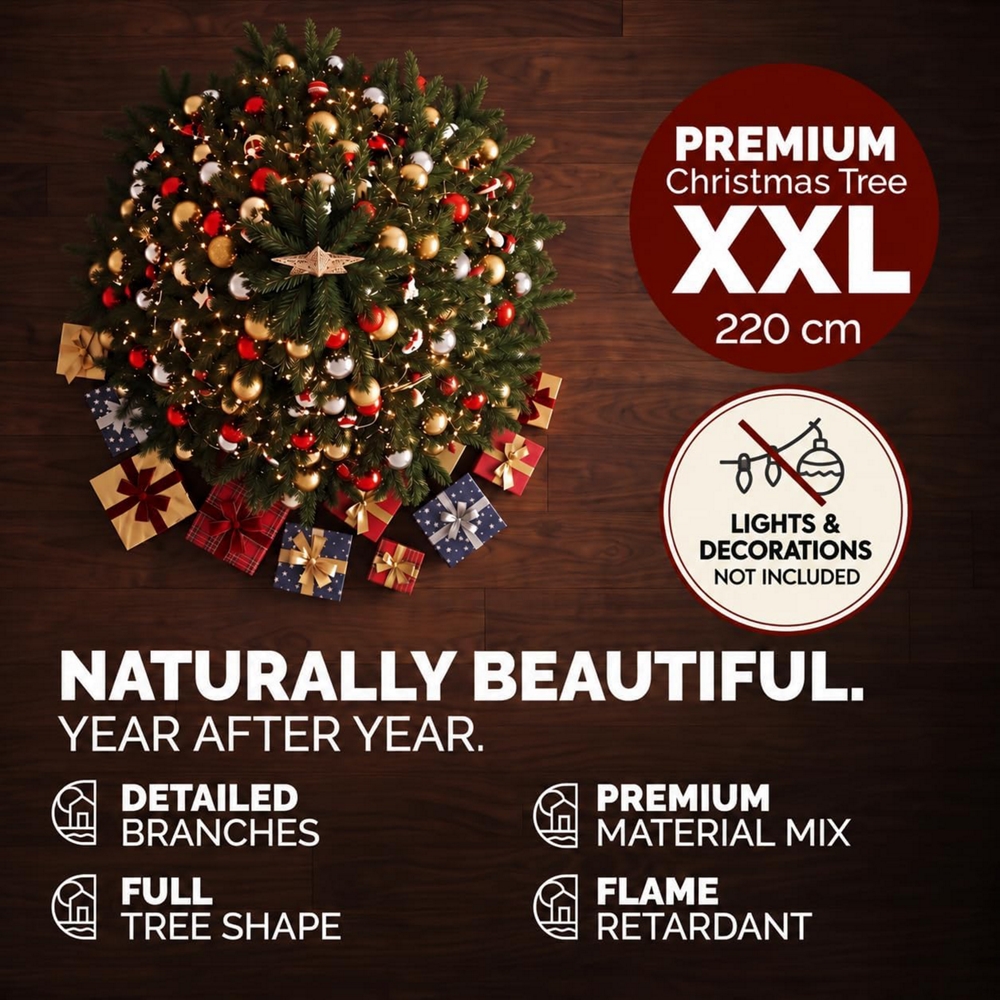 PREMIUM
Christmas Tree
XXL
220 cm
LIGHTS &
DECORATIONS
NOT INCLUDED
NATURALLY BEAUTIFUL.
YEAR AFTER YEAR.
DETAILED
BRANCHES
PREMIUM
MATERIAL MIX
FULL
TREE SHAPE
FLAME
RETARDANT